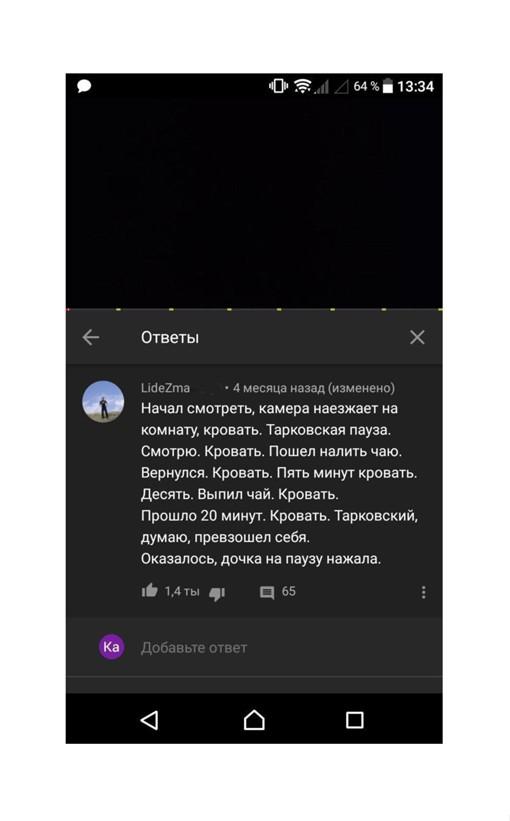 64 % 13:34
Ответы
LideZma • 4 месяца назад (изменено)
Начал смотреть, камера наезжает на
комнату, кровать. Тарковская пауза.
Смотрю. Кровать. Пошел налить чаю.
Вернулся. Кровать. Пять минут кровать.
Десять. Выпил чай. Кровать.
Прошло 20 минут. Кровать. Тарковский,
думаю, превзошел себя.
Оказалось, дочка на паузу нажала.
1,4 ты 65
Ка Добавьте ответ